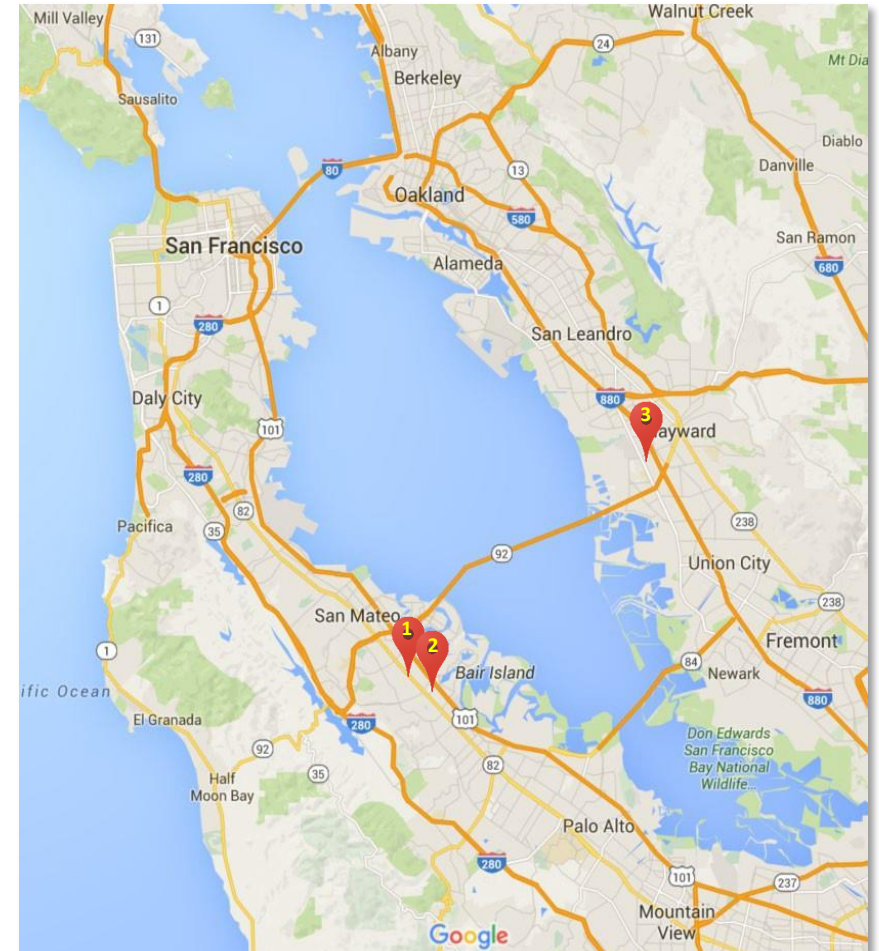 Mill Valley
Walnut Creek
131
24
Albany
Mt Dia
Berkeley
Sausalito
Diablo
Danville
80
13
Oakland
580
San Ramon
San Francisco
Alameda
680
1
280
San Leandro
Daly City
880
3
ayward
101
280
82
238
Pacifica
35
92
Union City
238
San Mateo
1
2
Fremont
1
84
Bair Island
Newark
ific Ocean
880
El Granada
101
280
Don Edwards
San Francisco
Bay National
Wildlife...
92
82
35
Half
Moon Bay
Palo Alto
280
101
237
Mountain
View
Google